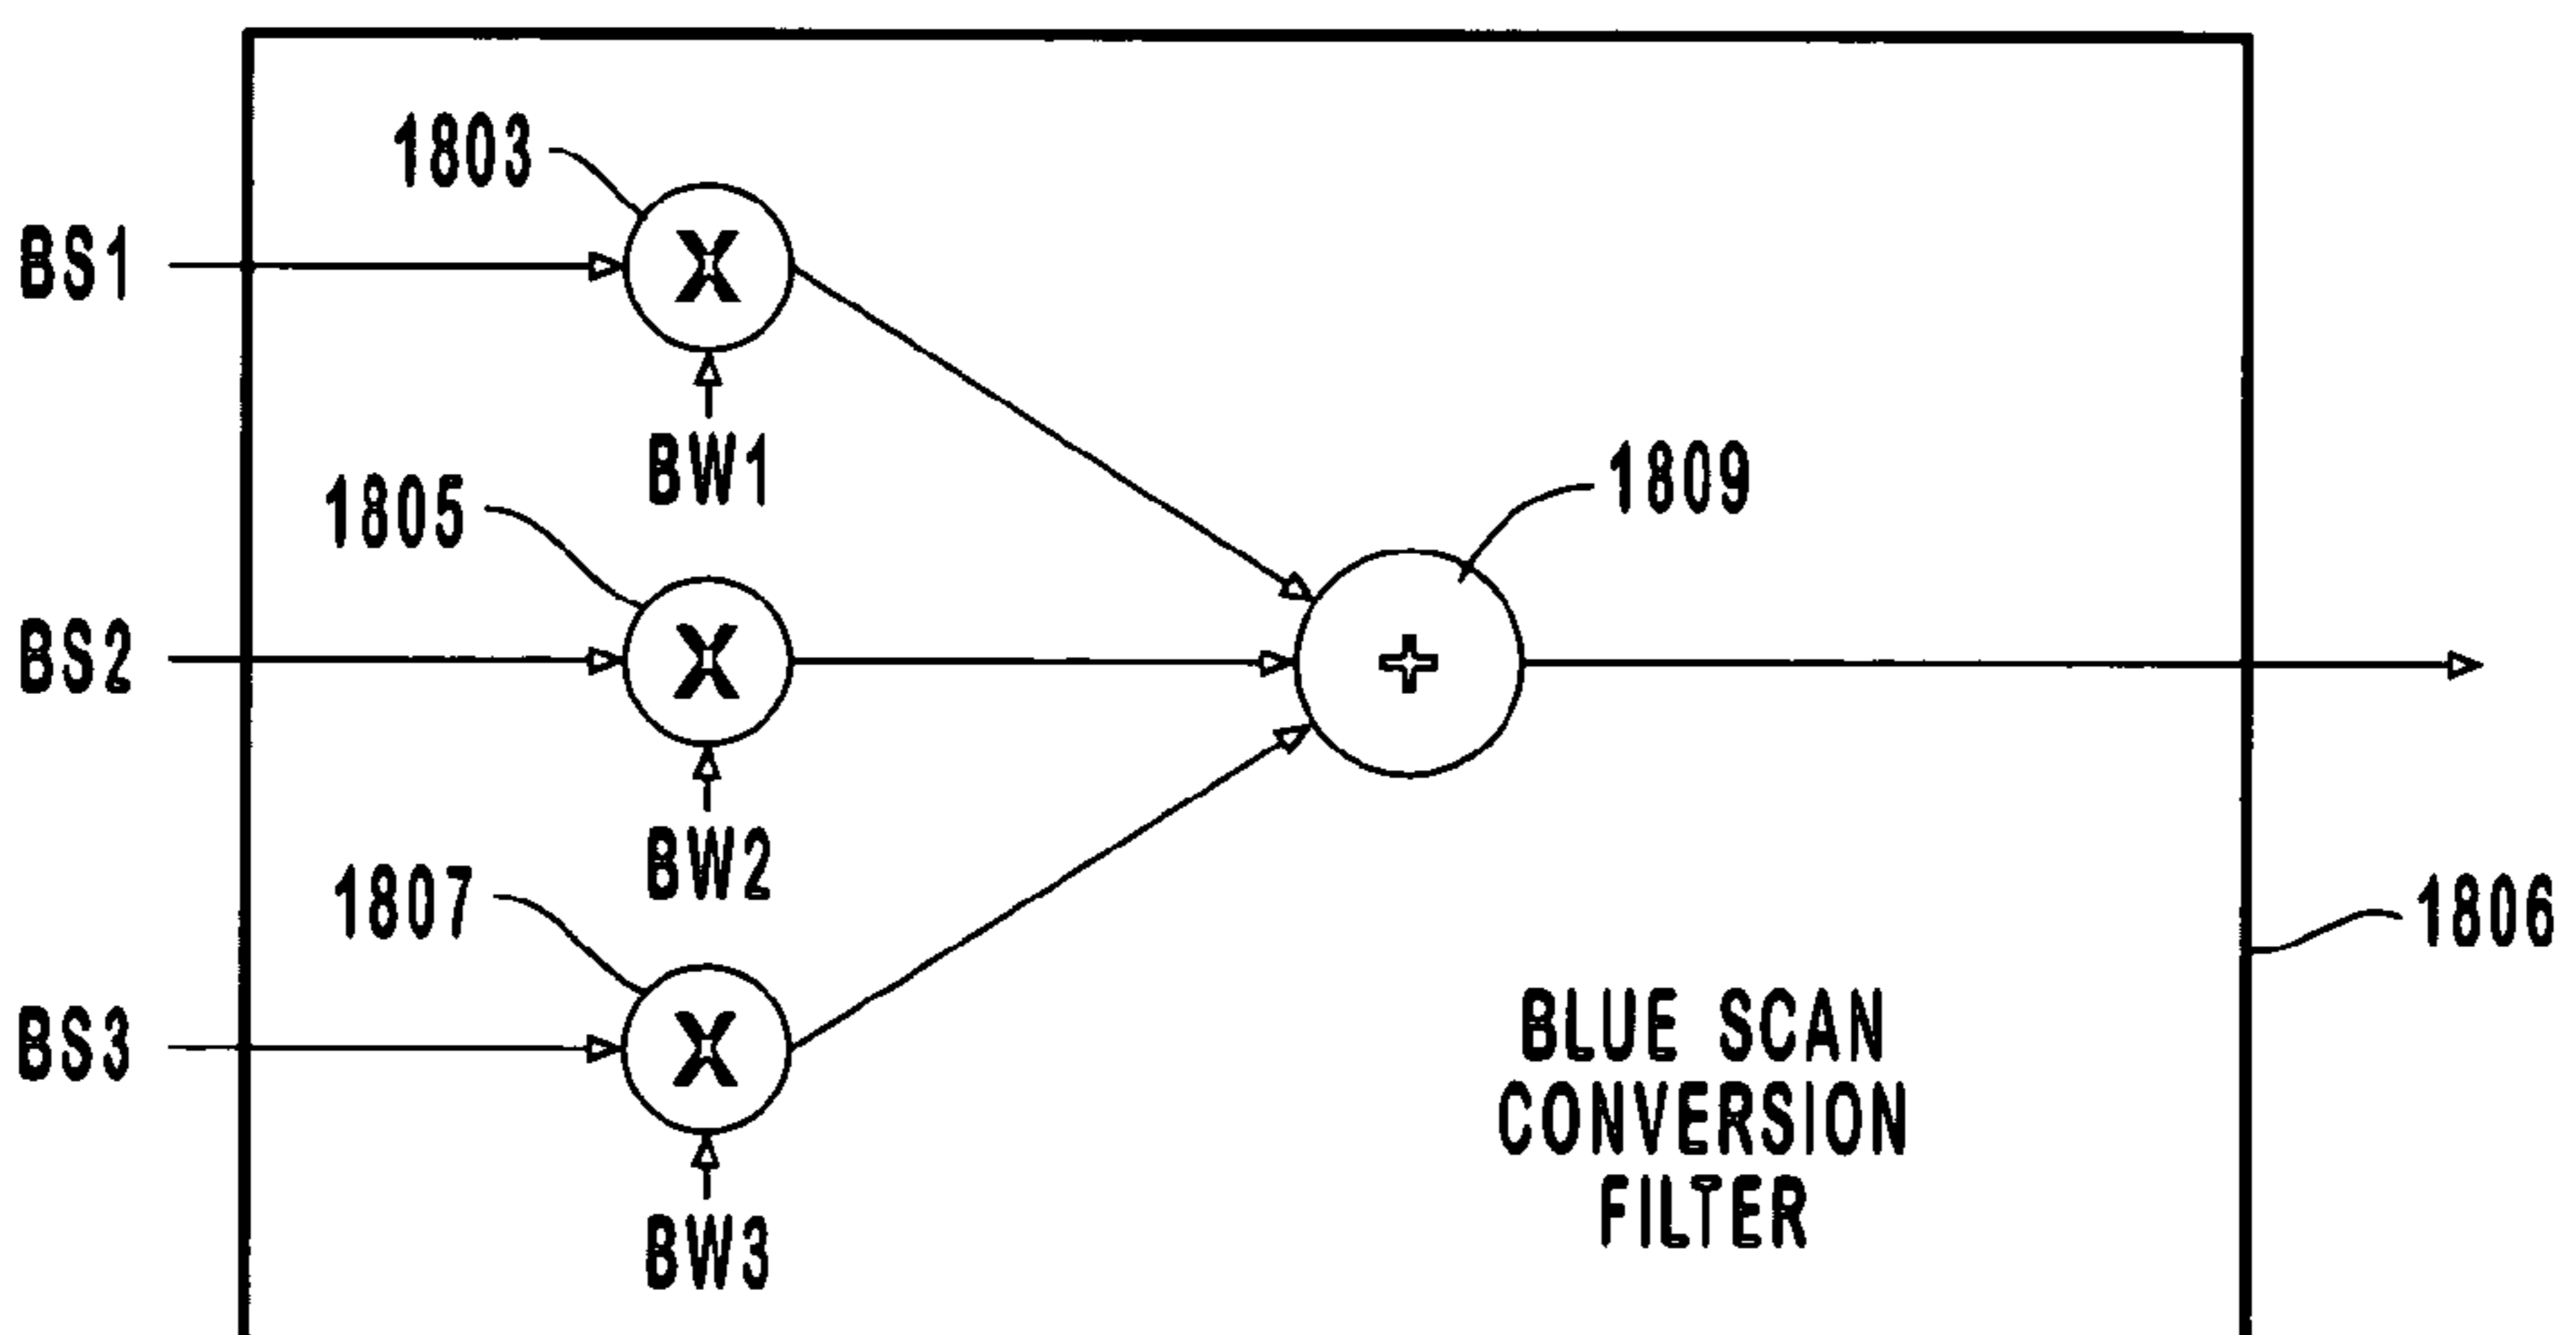 1803
BS1
BW1
1805
1809
BS2
BW2
1807
1806
BS3
BLUE SCAN
CONVERSION
FILTER
BW3